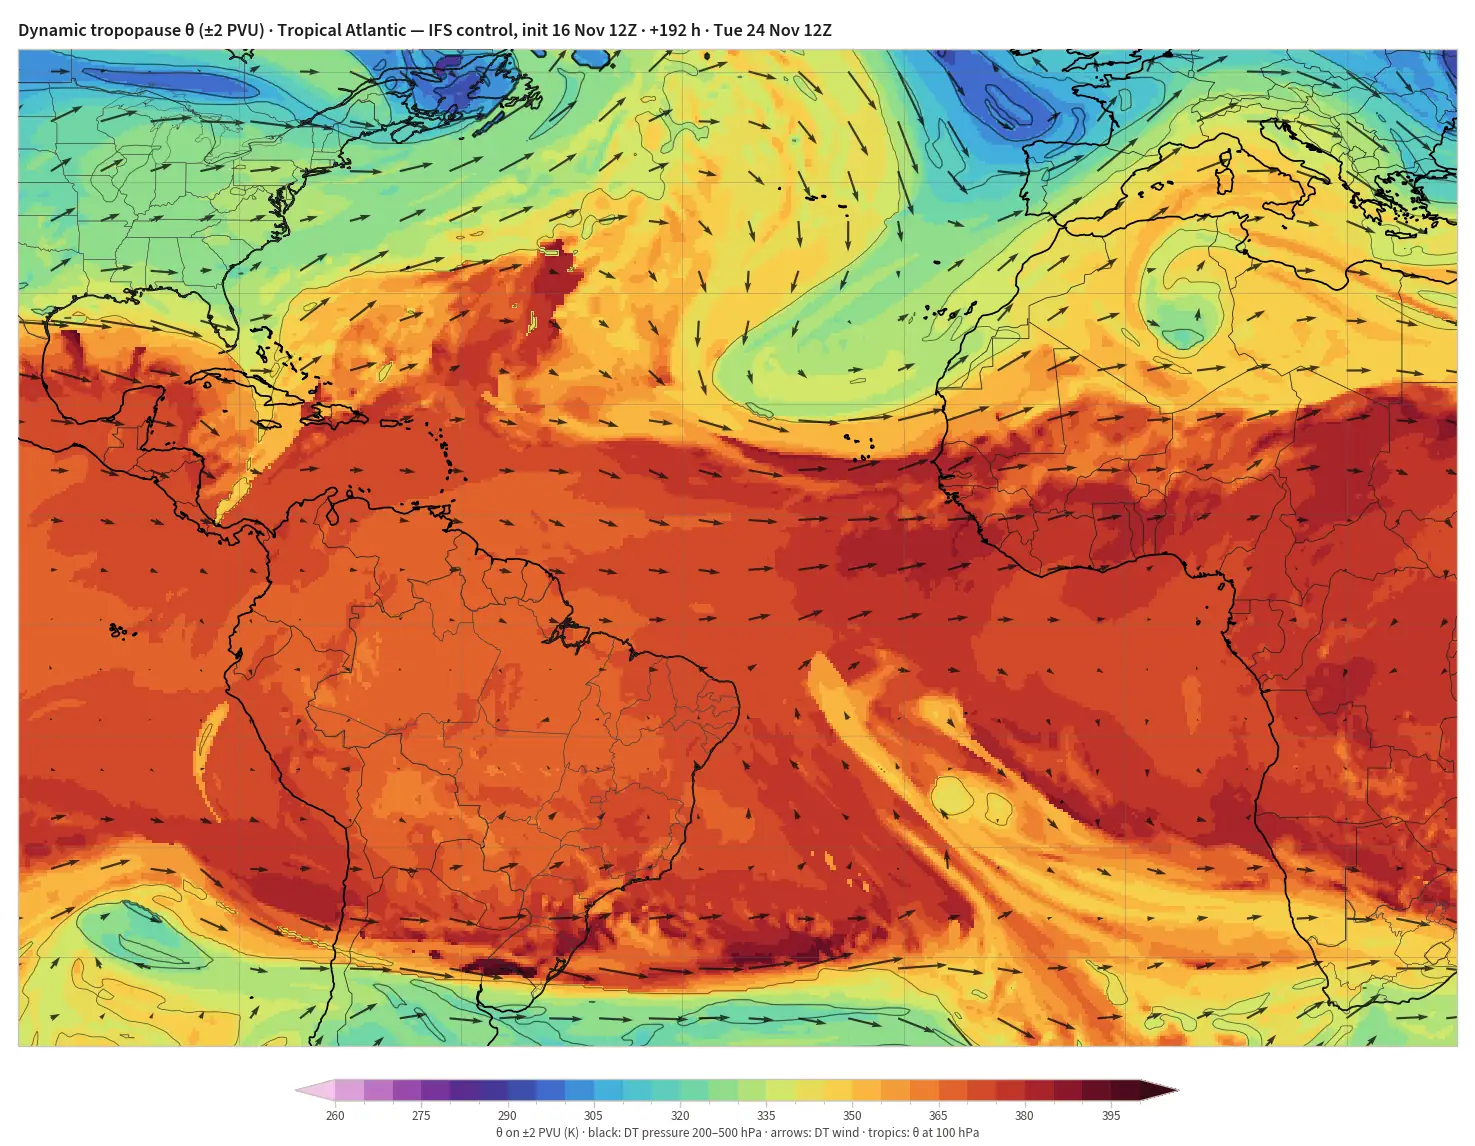 Dynamic tropopause θ (±2 PVU) · Tropical Atlantic — IFS control, init 16 Nov 12Z · +192 h · Tue 24 Nov 12Z
260 275 290 305 320 335 350 365 380 395
θ on ±2 PVU (K) · black: DT pressure 200–500 hPa · arrows: DT wind · tropics: θ at 100 hPa